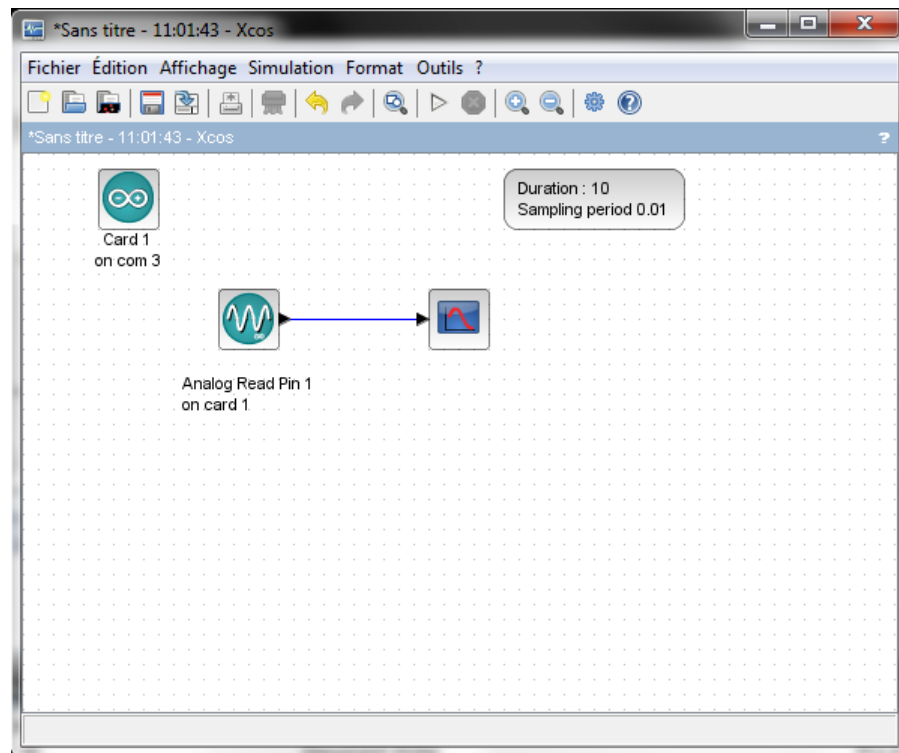 *Sans titre - 11:01:43 - Xcos
Fichier Édition Affichage Simulation Format Outils ?
*Sans titre - 11:01:43 - Xcos ?
Duration : 10
Sampling period 0.01
Card 1
on com 3
Analog Read Pin 1
on card 1